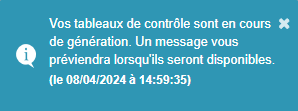 Vos tableaux de contrôle sont en cours
de génération. Un message vous
préviendra lorsqu'ils seront disponibles.
(le 08/04/2024 à 14:59:35)